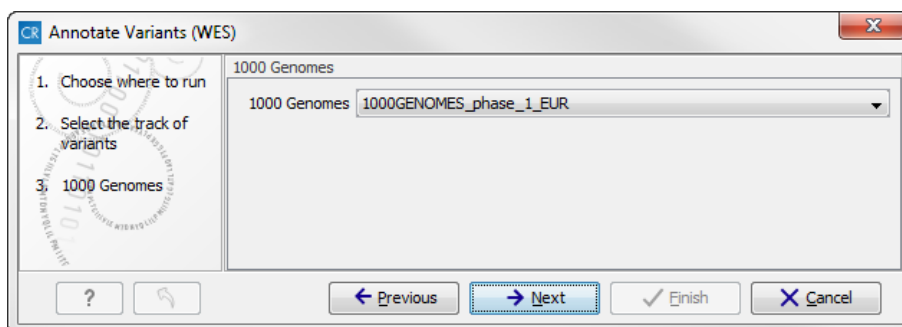 CR Annotate Variants (WES)
1. Choose where to run
2. Select the track of
variants
3. 1000 Genomes
1000 Genomes
1000 Genomes 1000GENOMES_phase_1_EUR
? Previous Next Finish Cancel